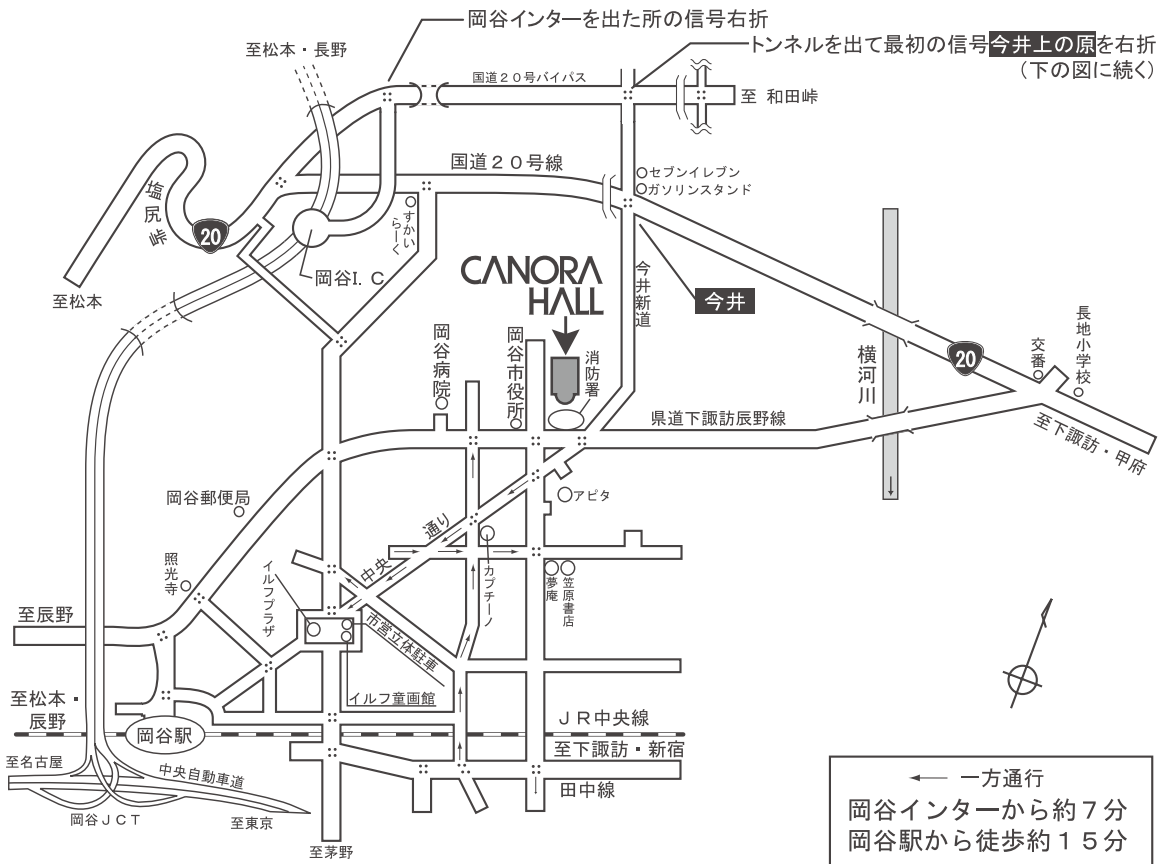 岡谷インターを出た所の信号右折
至松本・長野
トンネルを出て最初の信号今井上の原を右折
(下の図に続く)
国道20号バイパス
至 和田峠
国道20号線
セブンイレブン
ガソリンスタンド
塩尻峠
20
すかいらーく
岡谷I. C
至松本
CANORA
HALL
今井新道
今井
岡谷病院
岡谷市役所
消防署
横河川
20
交番
長地小学校
県道下諏訪辰野線
至下諏訪・甲府
岡谷郵便局
アピタ
中央通り
照光寺
イルフプラザ
カプチーノ
夢庵
笠原書店
至辰野
市営立体駐車
イルフ童画館
至松本・
辰野
岡谷駅
JR中央線
至下諏訪・新宿
至名古屋
中央自動車道
田中線
岡谷JCT
至東京
至茅野
一方通行
岡谷インターから約7分
岡谷駅から徒歩約15分